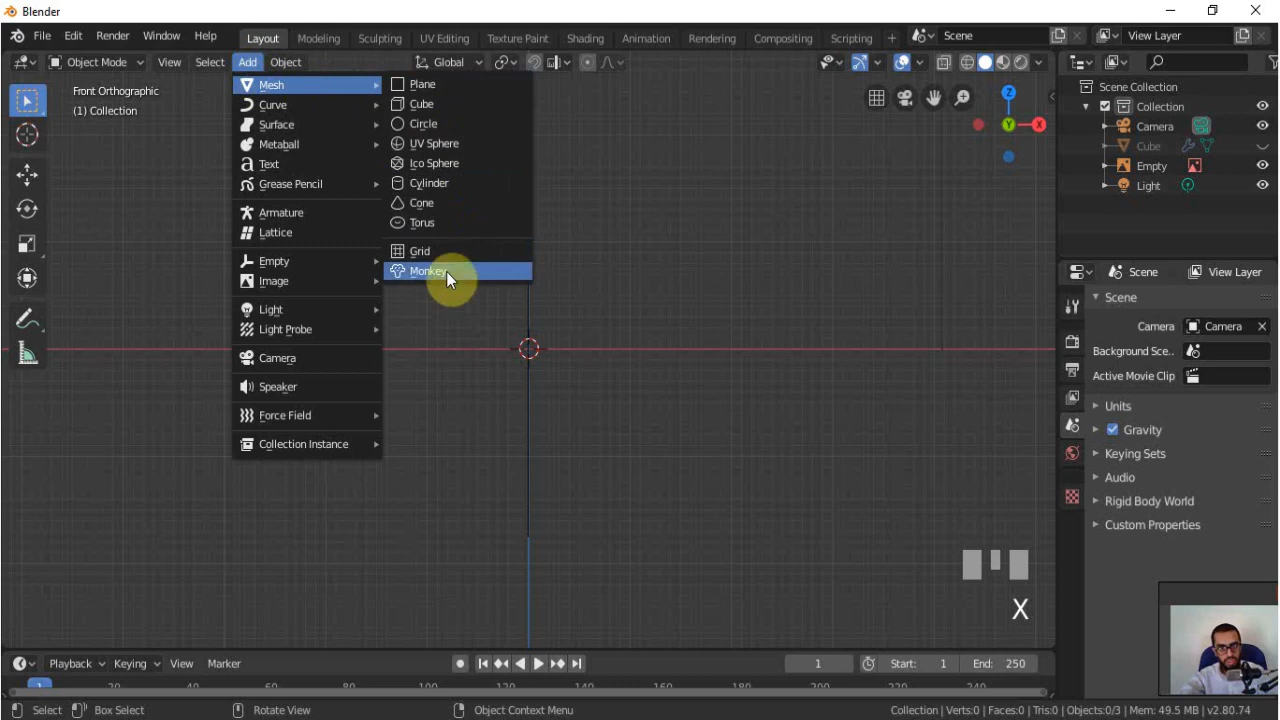 Blender
File Edit Render Window Help
Layout Modeling Sculpting UV Editing Texture Paint Shading Animation Rendering Compositing Scripting +
Scene
View Layer
Object Mode View Select Add Object
Global
Front Orthographic
(1) Collection
Mesh
Curve
Surface
Metaball
Text
Grease Pencil
Armature
Lattice
Empty
Image
Light
Light Probe
Camera
Speaker
Force Field
Collection Instance
Plane
Cube
Circle
UV Sphere
Ico Sphere
Cylinder
Cone
Torus
Grid
Monkey
Z
Y
X
Scene Collection
Collection
Camera
Cube
Empty
Light
Scene View Layer
Scene
Camera Camera
Background Sce..
Active Movie Clip
Units
Gravity
Keying Sets
Audio
Rigid Body World
Custom Properties
X
Playback Keying View Marker
1 Start: 1 End: 250
1 20 40 60 80 100 120 140 160 180 200 220 240
Select Box Select Rotate View Object Context Menu
Collection | Verts:0 | Faces:0 | Tris:0 | Objects:0/3 | Mem: 49.5 MB | v2.80.74